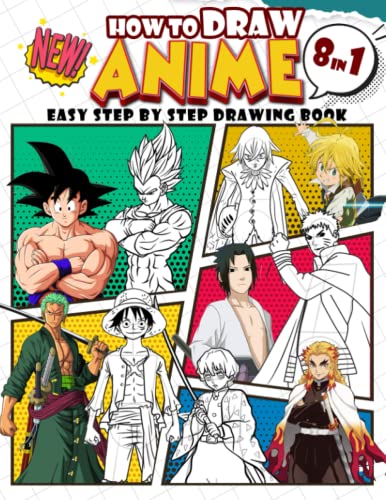 NEW!
HOW TO DRAW
ANIME
8 IN 1
EASY STEP BY STEP DRAWING BOOK